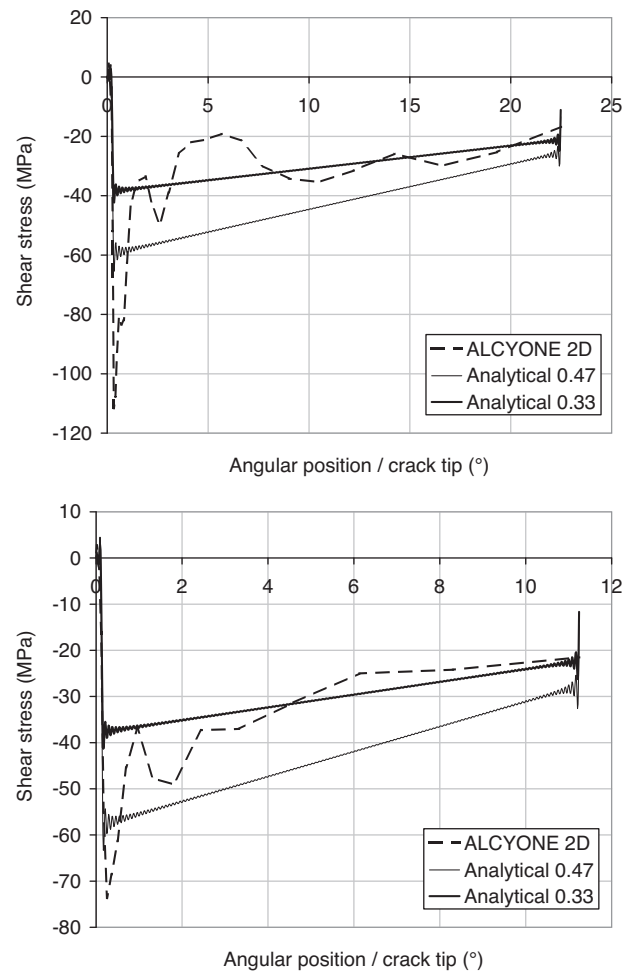 20
0
-20
-40
-60
-80
-100
-120
0 5 10 15 20 25
Shear stress (MPa)
ALCYONE 2D
Analytical 0.47
Analytical 0.33
Angular position / crack tip (°)
10
0
-10
-20
-30
-40
-50
-60
-70
-80
0 2 4 6 8 10 12
Shear stress (MPa)
ALCYONE 2D
Analytical 0.47
Analytical 0.33
Angular position / crack tip (°)